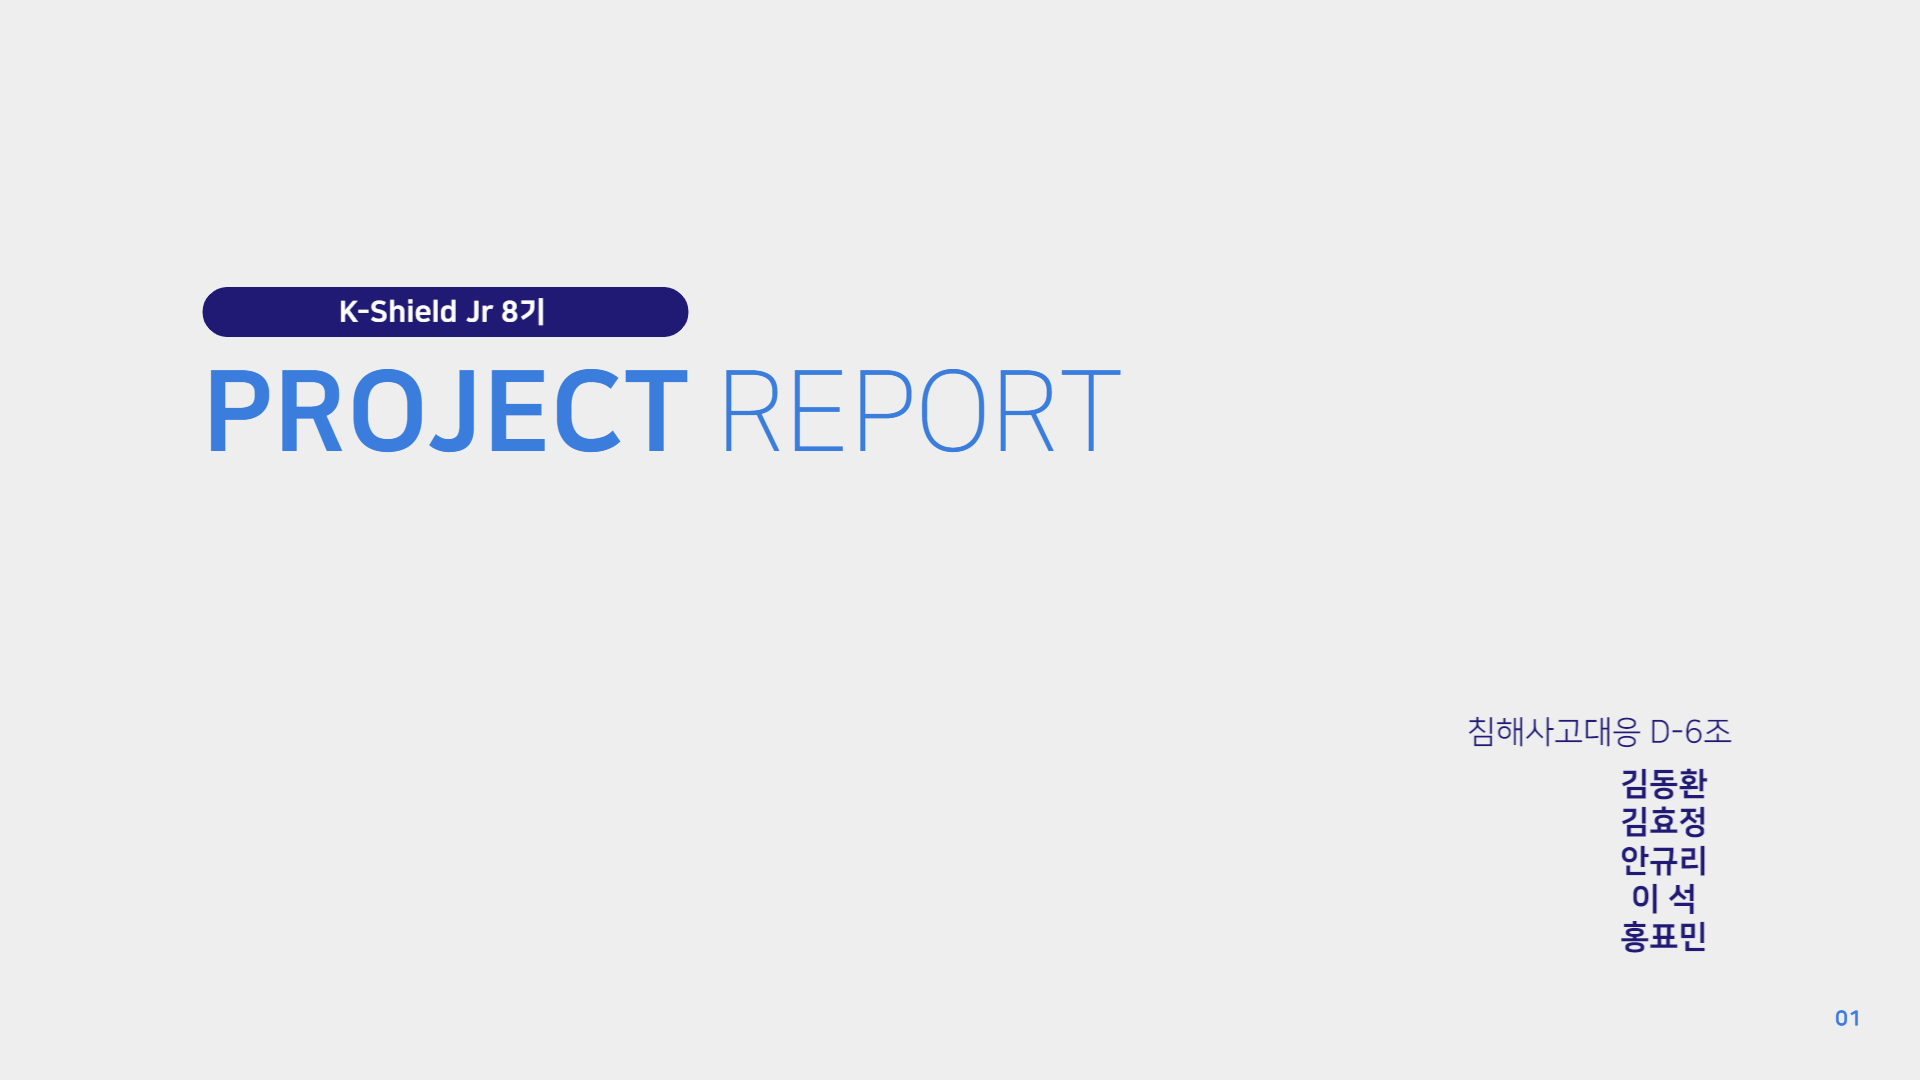 K-Shield Jr 8기
PROJECT REPORT
침해사고대응 D-6조
김동환
김효정
안규리
이 석
홍표민
01